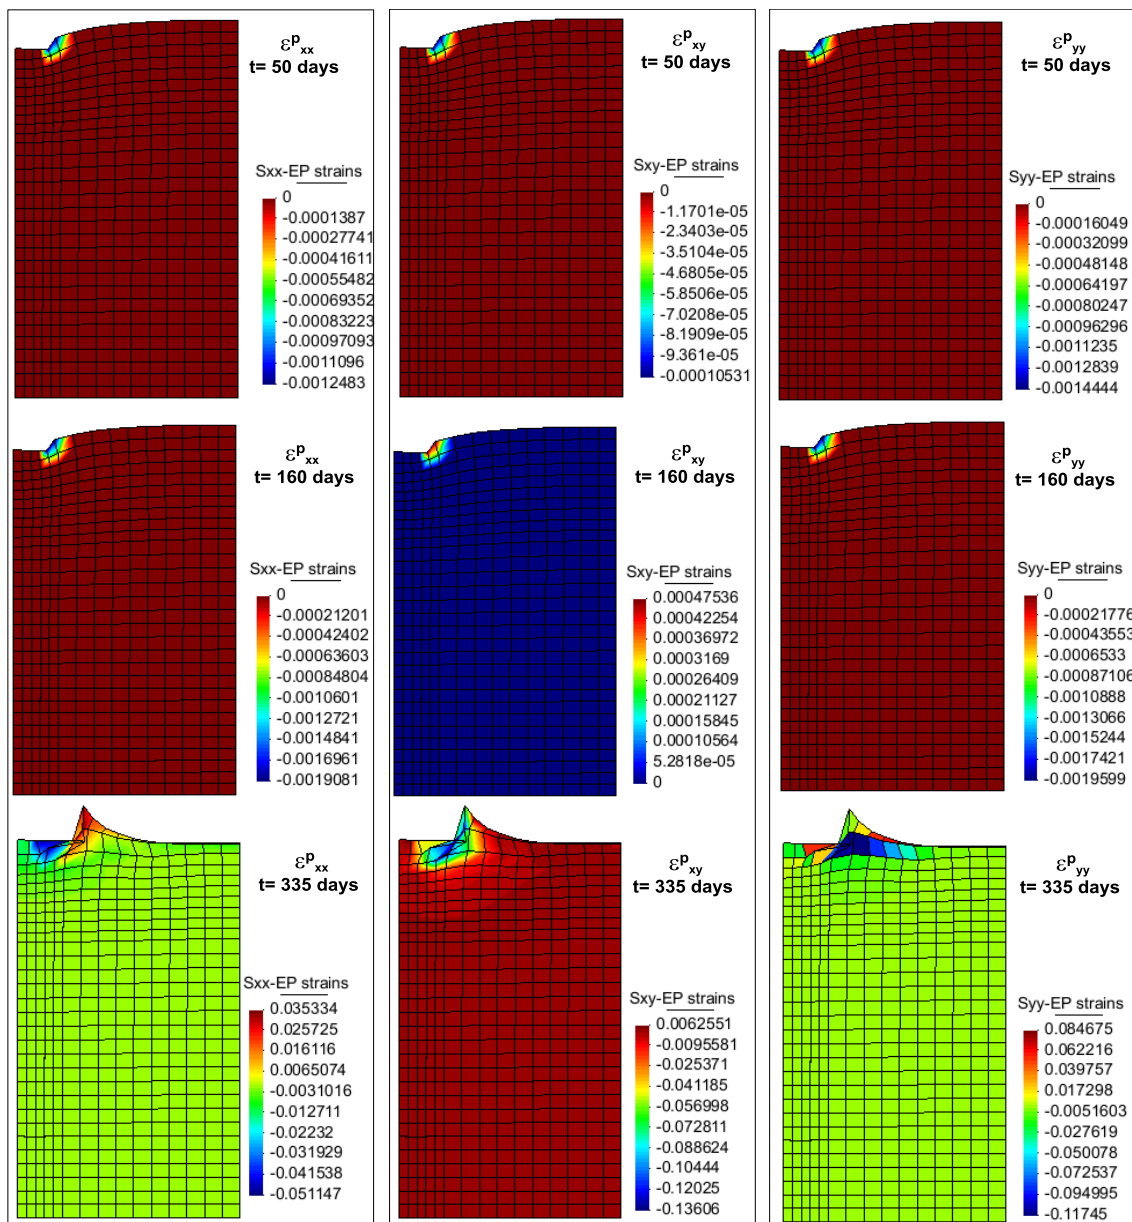 εᵖxx
t= 50 days
Sxx-EP strains
0
-0.0001387
-0.00027741
-0.00041611
-0.00055482
-0.00069352
-0.00083223
-0.00097093
-0.0011096
-0.0012483
εᵖxy
t= 50 days
Sxy-EP strains
0
-1.1701e-05
-2.3403e-05
-3.5104e-05
-4.6805e-05
-5.8506e-05
-7.0208e-05
-8.1909e-05
-9.361e-05
-0.00010531
εᵖyy
t= 50 days
Syy-EP strains
0
-0.00016049
-0.00032099
-0.00048148
-0.00064197
-0.00080247
-0.00096296
-0.0011235
-0.0012839
-0.0014444
εᵖxx
t= 160 days
Sxx-EP strains
0
-0.00021201
-0.00042402
-0.00063603
-0.00084804
-0.0010601
-0.0012721
-0.0014841
-0.0016961
-0.0019081
εᵖxy
t= 160 days
Sxy-EP strains
0.00047536
0.00042254
0.00036972
0.0003169
0.00026409
0.00021127
0.00015845
0.00010564
5.2818e-05
0
εᵖyy
t= 160 days
Syy-EP strains
0
-0.00021776
-0.00043553
-0.0006533
-0.00087106
-0.0010888
-0.0013066
-0.0015244
-0.0017421
-0.0019599
εᵖxx
t= 335 days
Sxx-EP strains
0.035334
0.025725
0.016116
0.0065074
-0.0031016
-0.012711
-0.02232
-0.031929
-0.041538
-0.051147
εᵖxy
t= 335 days
Sxy-EP strains
0.0062551
-0.0095581
-0.025371
-0.041185
-0.056998
-0.072811
-0.088624
-0.10444
-0.12025
-0.13606
εᵖyy
t= 335 days
Syy-EP strains
0.084675
0.062216
0.039757
0.017298
-0.0051603
-0.027619
-0.050078
-0.072537
-0.094995
-0.11745